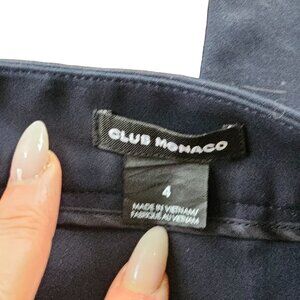 CLUB MONACO
4
MADE IN VIETNAM/
FABRIQUÉ AU VIETNAM